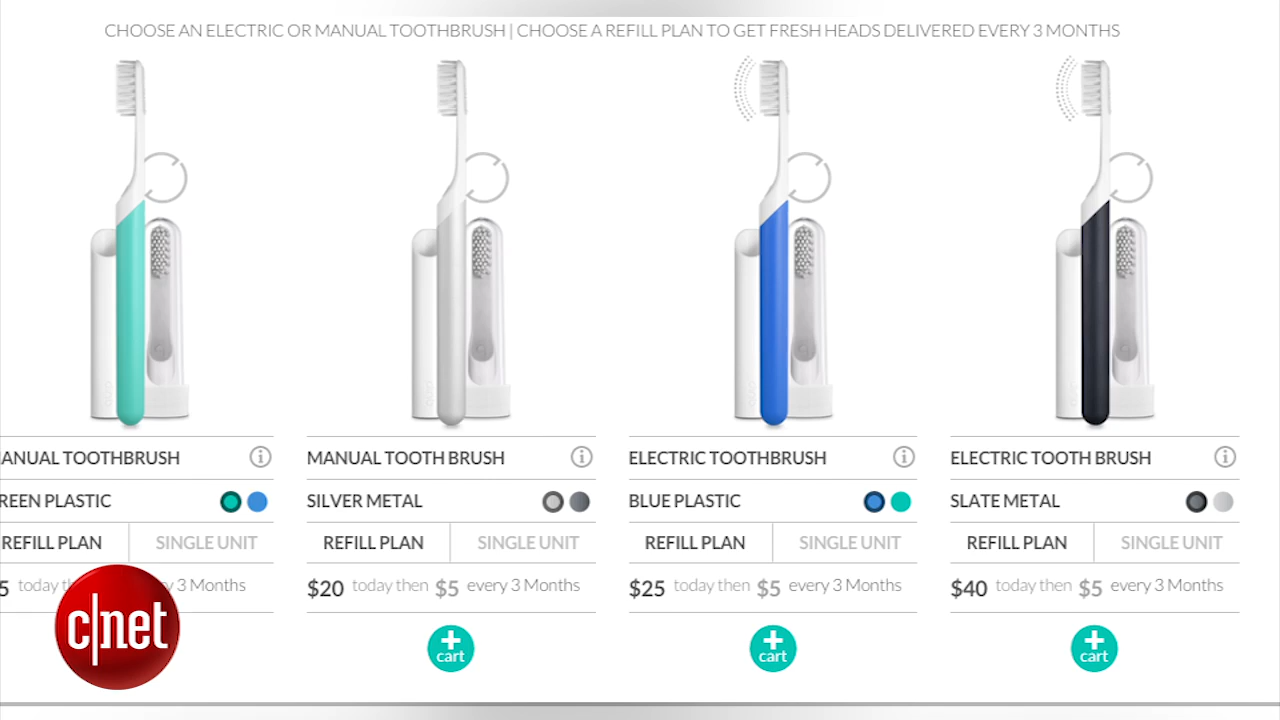 CHOOSE AN ELECTRIC OR MANUAL TOOTHBRUSH | CHOOSE A REFILL PLAN TO GET FRESH HEADS DELIVERED EVERY 3 MONTHS
ANUAL TOOTHBRUSH
REEN PLASTIC
REFILL PLAN SINGLE UNIT
5 today th y 3 Months
MANUAL TOOTH BRUSH
SILVER METAL
REFILL PLAN SINGLE UNIT
$20 today then $5 every 3 Months
+
cart
ELECTRIC TOOTHBRUSH
BLUE PLASTIC
REFILL PLAN SINGLE UNIT
$25 today then $5 every 3 Months
+
cart
ELECTRIC TOOTH BRUSH
SLATE METAL
REFILL PLAN SINGLE UNIT
$40 today then $5 every 3 Months
+
cart
c|net